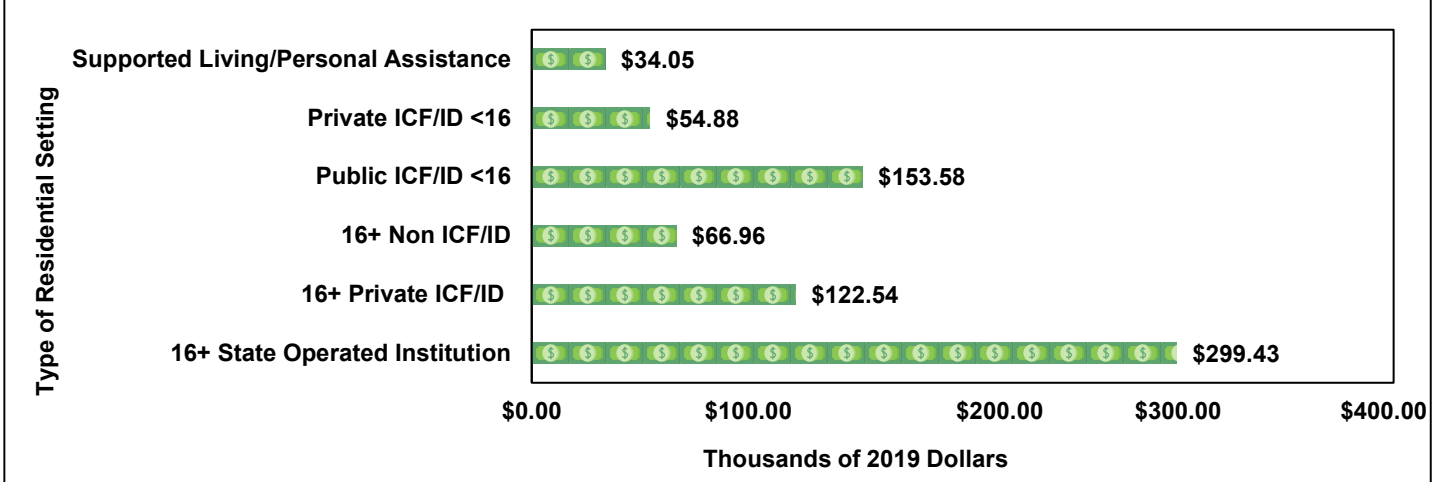 Type of Residential Setting
Supported Living/Personal Assistance
$34.05
Private ICF/ID <16
$54.88
Public ICF/ID <16
$153.58
16+ Non ICF/ID
$66.96
16+ Private ICF/ID
$122.54
16+ State Operated Institution
$299.43
$0.00
$100.00
$200.00
$300.00
$400.00
Thousands of 2019 Dollars